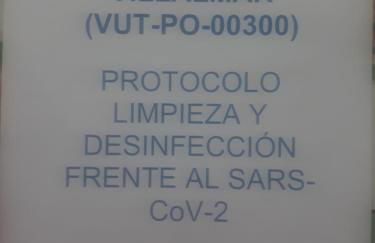 (VUT-PO-00300)
PROTOCOLO
LIMPIEZA Y
DESINFECCIÓN
FRENTE AL SARS-
CoV-2